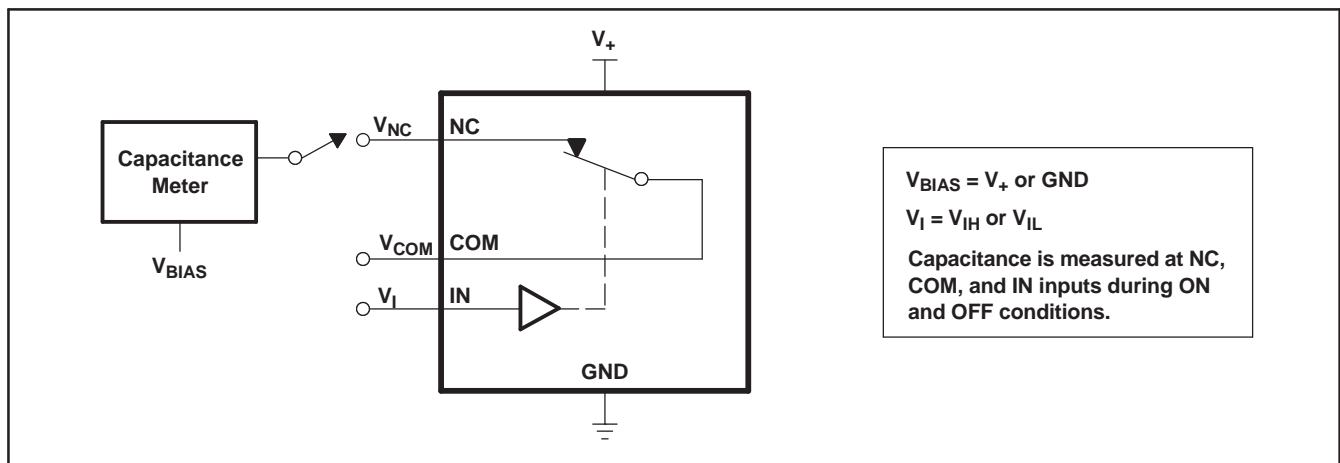 V+
VNC
NC
Capacitance
Meter
VBIAS
VCOM
COM
VI
IN
GND
VBIAS = V+ or GND
VI = VIH or VIL
Capacitance is measured at NC,
COM, and IN inputs during ON
and OFF conditions.